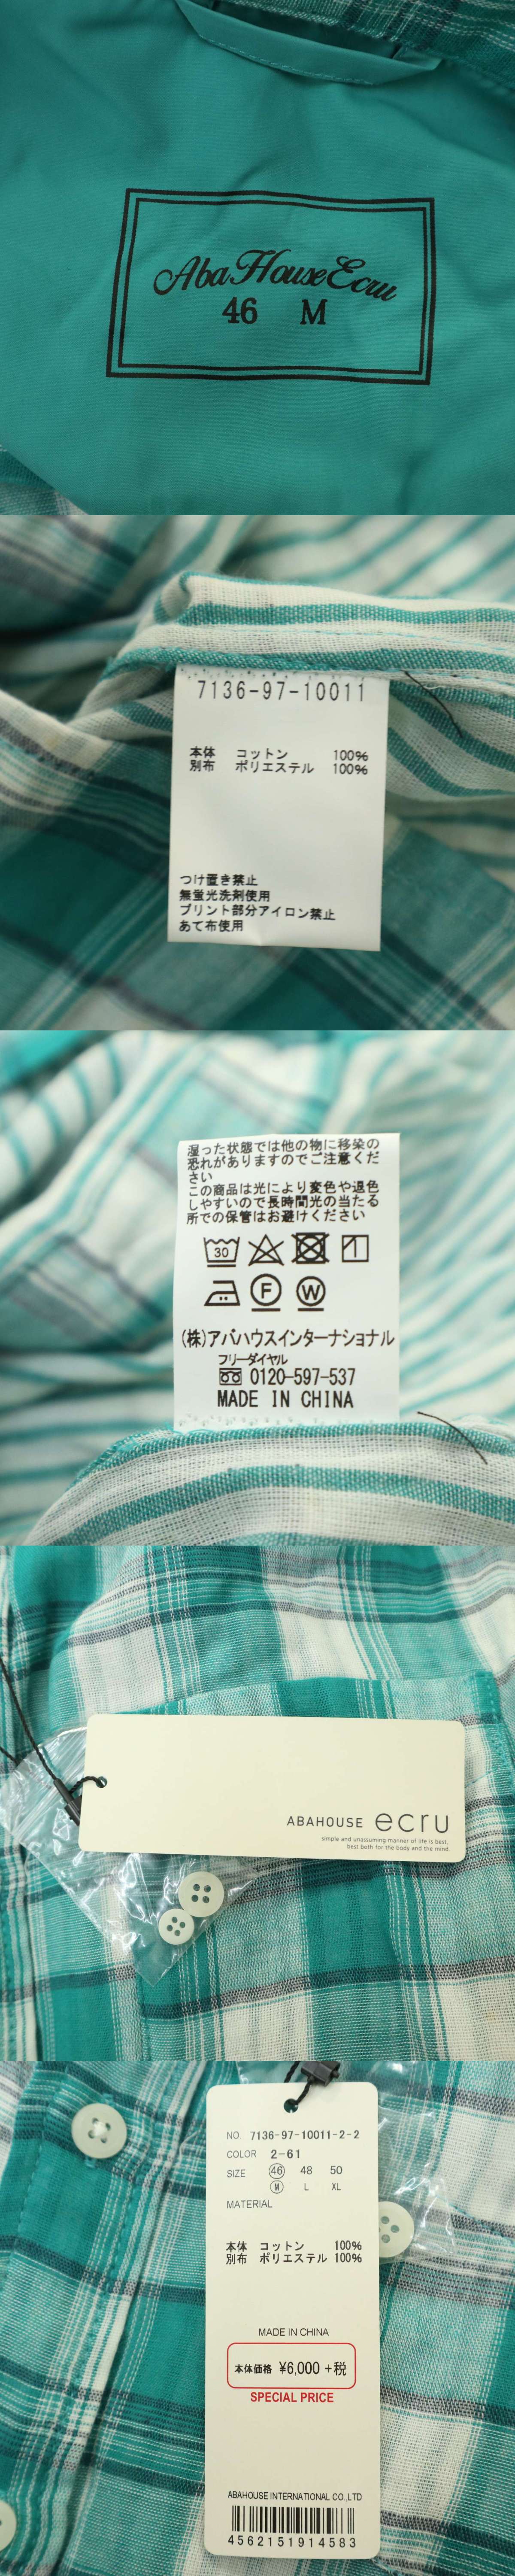 Aba House Ecru
46 M
7136-97-10011
本体 コットン 100%
別布 ポリエステル 100%
つけ置き禁止
無蛍光洗剤使用
プリント部分アイロン禁止
あて布使用
湿った状態では他の物に移染の
恐れがありますのでご注意くだ
さい
この商品は光により変色や退色
しやすいので長時間光の当たる
所での保管はお避けください
30
F W
(株)アバハウスインターナショナル
フリーダイヤル
0120-597-537
MADE IN CHINA
ABAHOUSE ecru
simple and unassuming manner of life is best,
best both for the body and the mind.
NO. 7136-97-10011-2-2
COLOR 2-61
SIZE 46 48 50
M L XL
MATERIAL
本体 コットン 100%
別布 ポリエステル 100%
MADE IN CHINA
本体価格 ¥6,000 +税
SPECIAL PRICE
ABAHOUSE INTERNATIONAL CO.,LTD
4562151914583